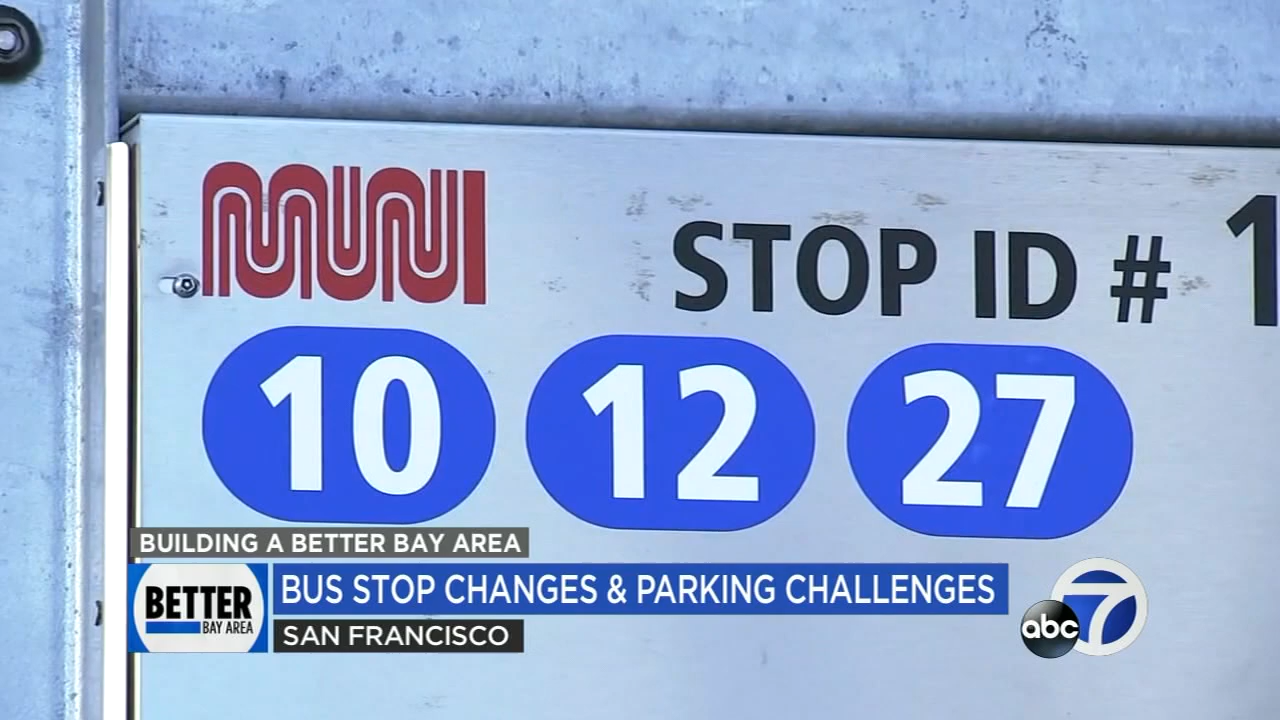 MUNI
STOP ID # 1
10 12 27
BUILDING A BETTER BAY AREA
BETTER
BAY AREA
BUS STOP CHANGES & PARKING CHALLENGES
SAN FRANCISCO
abc 7